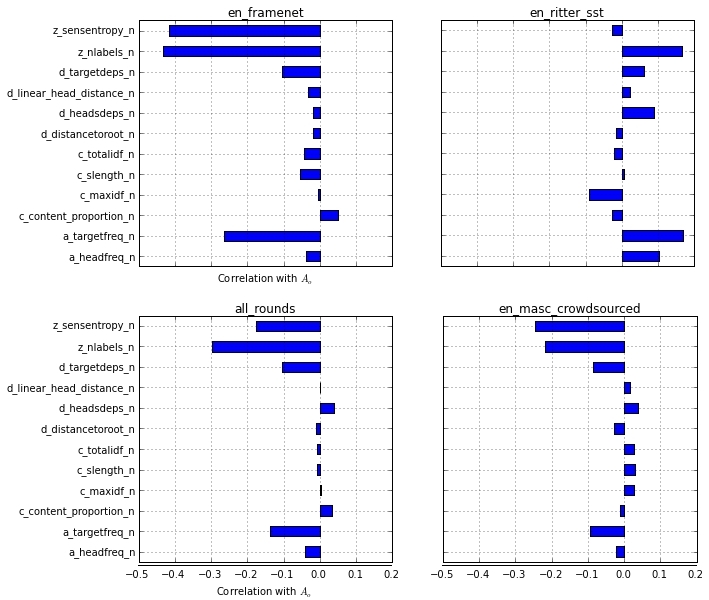 en_framenet
en_ritter_sst
z_sensentropy_n
z_nlabels_n
d_targetdeps_n
d_linear_head_distance_n
d_headsdeps_n
d_distancetoroot_n
c_totalidf_n
c_slength_n
c_maxidf_n
c_content_proportion_n
a_targetfreq_n
a_headfreq_n
Correlation with 𝒜ₒ
all_rounds
en_masc_crowdsourced
z_sensentropy_n
z_nlabels_n
d_targetdeps_n
d_linear_head_distance_n
d_headsdeps_n
d_distancetoroot_n
c_totalidf_n
c_slength_n
c_maxidf_n
c_content_proportion_n
a_targetfreq_n
a_headfreq_n
−0.5 −0.4 −0.3 −0.2 −0.1 0.0 0.1 0.2
−0.5 −0.4 −0.3 −0.2 −0.1 0.0 0.1 0.2
Correlation with 𝒜ₒ